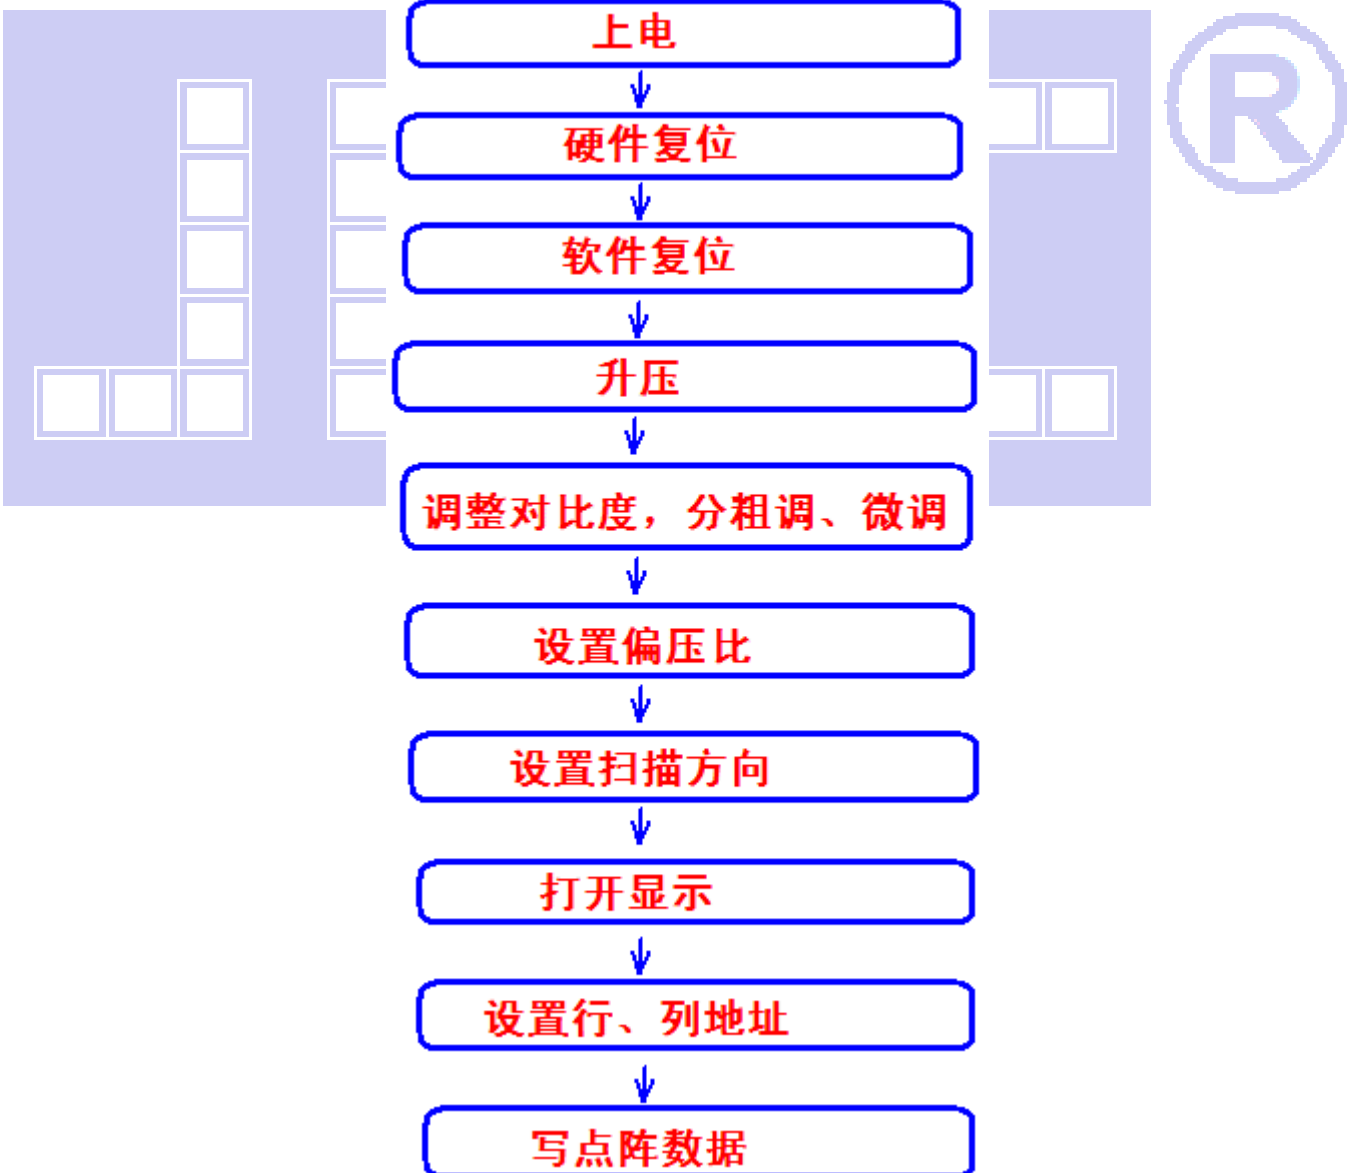 上电
硬件复位
软件复位
升压
调整对比度，分粗调、微调
设置偏压比
设置扫描方向
打开显示
设置行、列地址
写点阵数据
®